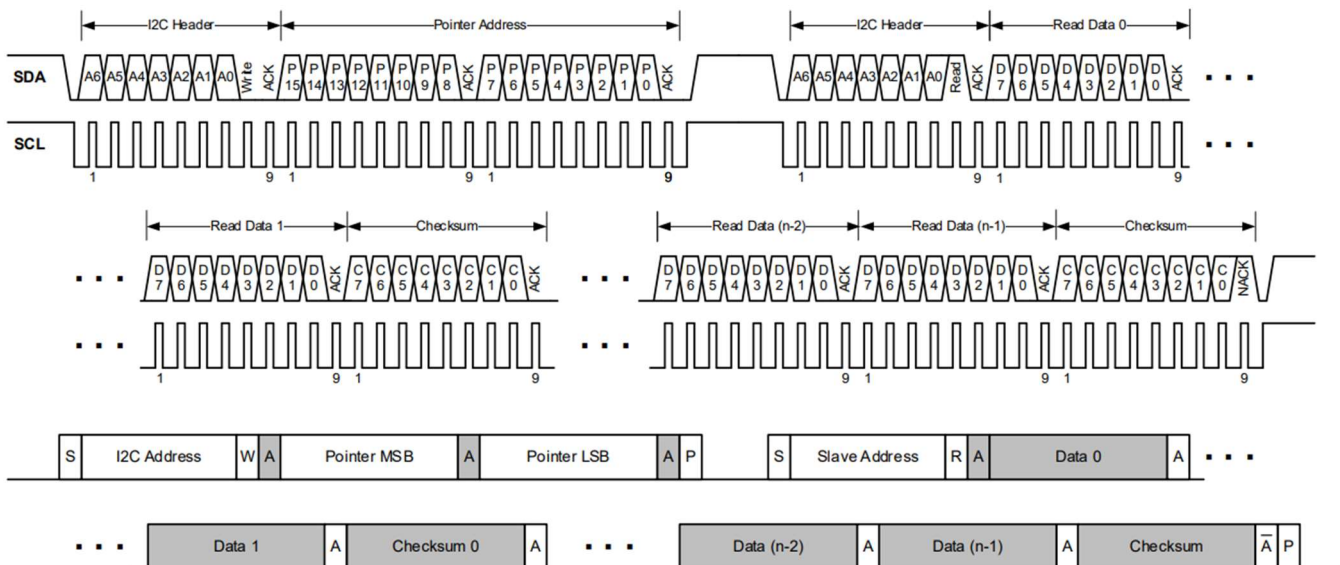 I2C Header Pointer Address I2C Header Read Data 0
SDA A6 A5 A4 A3 A2 A1 A0 Write ACK P15 P14 P13 P12 P11 P10 P9 P8 ACK P7 P6 P5 P4 P3 P2 P1 P0 ACK A6 A5 A4 A3 A2 A1 A0 Read ACK D7 D6 D5 D4 D3 D2 D1 D0 ACK
SCL
1 9 1 9 1 9 1 9 1 9
Read Data 1 Checksum Read Data (n-2) Read Data (n-1) Checksum
D7 D6 D5 D4 D3 D2 D1 D0 ACK C7 C6 C5 C4 C3 C2 C1 C0 ACK D7 D6 D5 D4 D3 D2 D1 D0 ACK D7 D6 D5 D4 D3 D2 D1 D0 ACK C7 C6 C5 C4 C3 C2 C1 C0 NACK
1 9 1 9 9 1 9 1 9
S I2C Address W A Pointer MSB A Pointer LSB A P S Slave Address R A Data 0 A
Data 1 A Checksum 0 A Data (n-2) A Data (n-1) A Checksum A̅ P